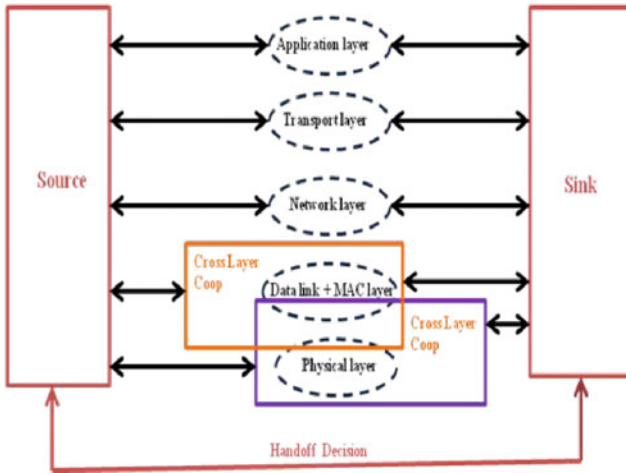 Application layer
Transport layer
Source
Sink
Network layer
Cross Layer
Coop
Data link + MAC layer
Cross Layer
Coop
Physical layer
Handoff Decision